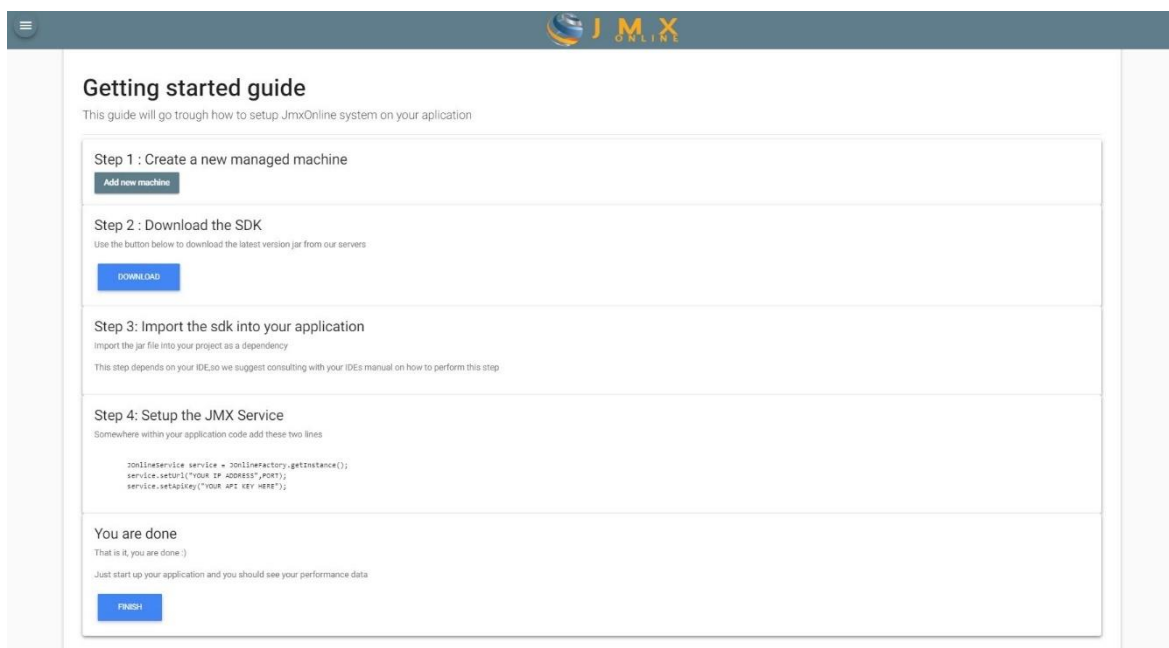 JMX
ONLINE
Getting started guide
This guide will go trough how to setup JmxOnline system on your aplication
Step 1 : Create a new managed machine
Add new machine
Step 2 : Download the SDK
Use the button below to download the latest version jar from our servers
DOWNLOAD
Step 3: Import the sdk into your application
Import the jar file into your project as a dependency
This step depends on your IDE,so we suggest consulting with your IDEs manual on how to perform this step
Step 4: Setup the JMX Service
Somewhere within your application code add these two lines
JOnlineService service = JOnlineFactory.getInstance();
service.setUrl("YOUR IP ADDRESS",PORT);
service.setApiKey("YOUR API KEY HERE");
You are done
That is it, you are done :)
Just start up your application and you should see your performance data
FINISH